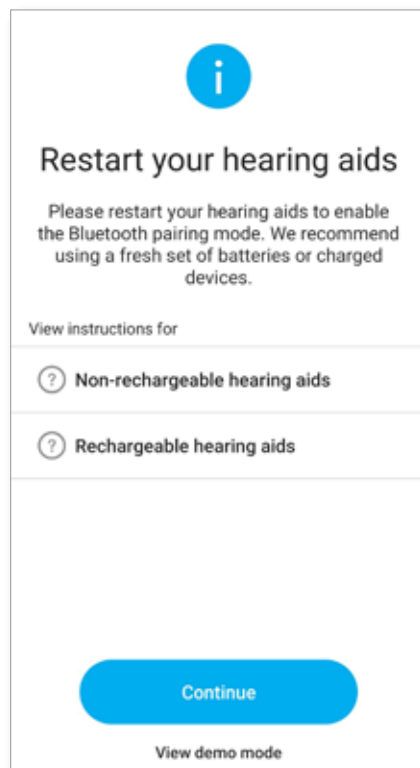 i
Restart your hearing aids
Please restart your hearing aids to enable
the Bluetooth pairing mode. We recommend
using a fresh set of batteries or charged
devices.
View instructions for
? Non-rechargeable hearing aids
? Rechargeable hearing aids
Continue
View demo mode